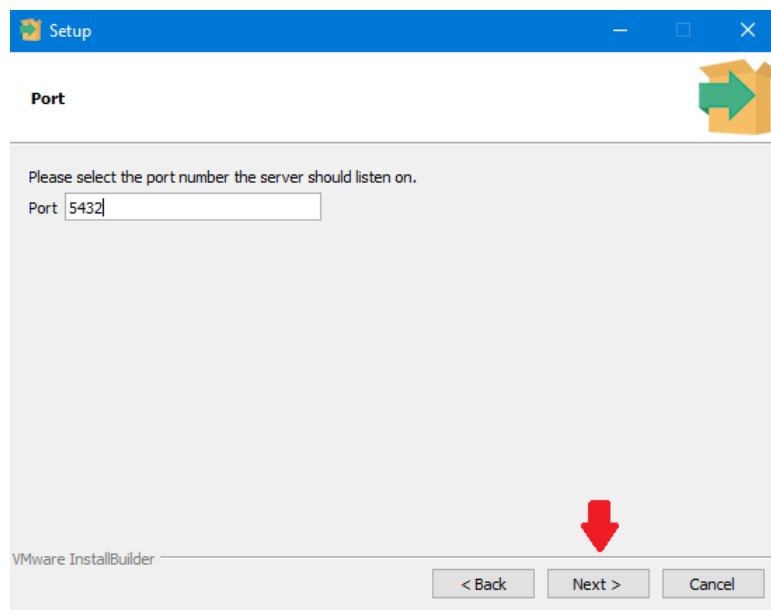 Setup
Port
Please select the port number the server should listen on.
Port 5432
VMware InstallBuilder
< Back Next > Cancel